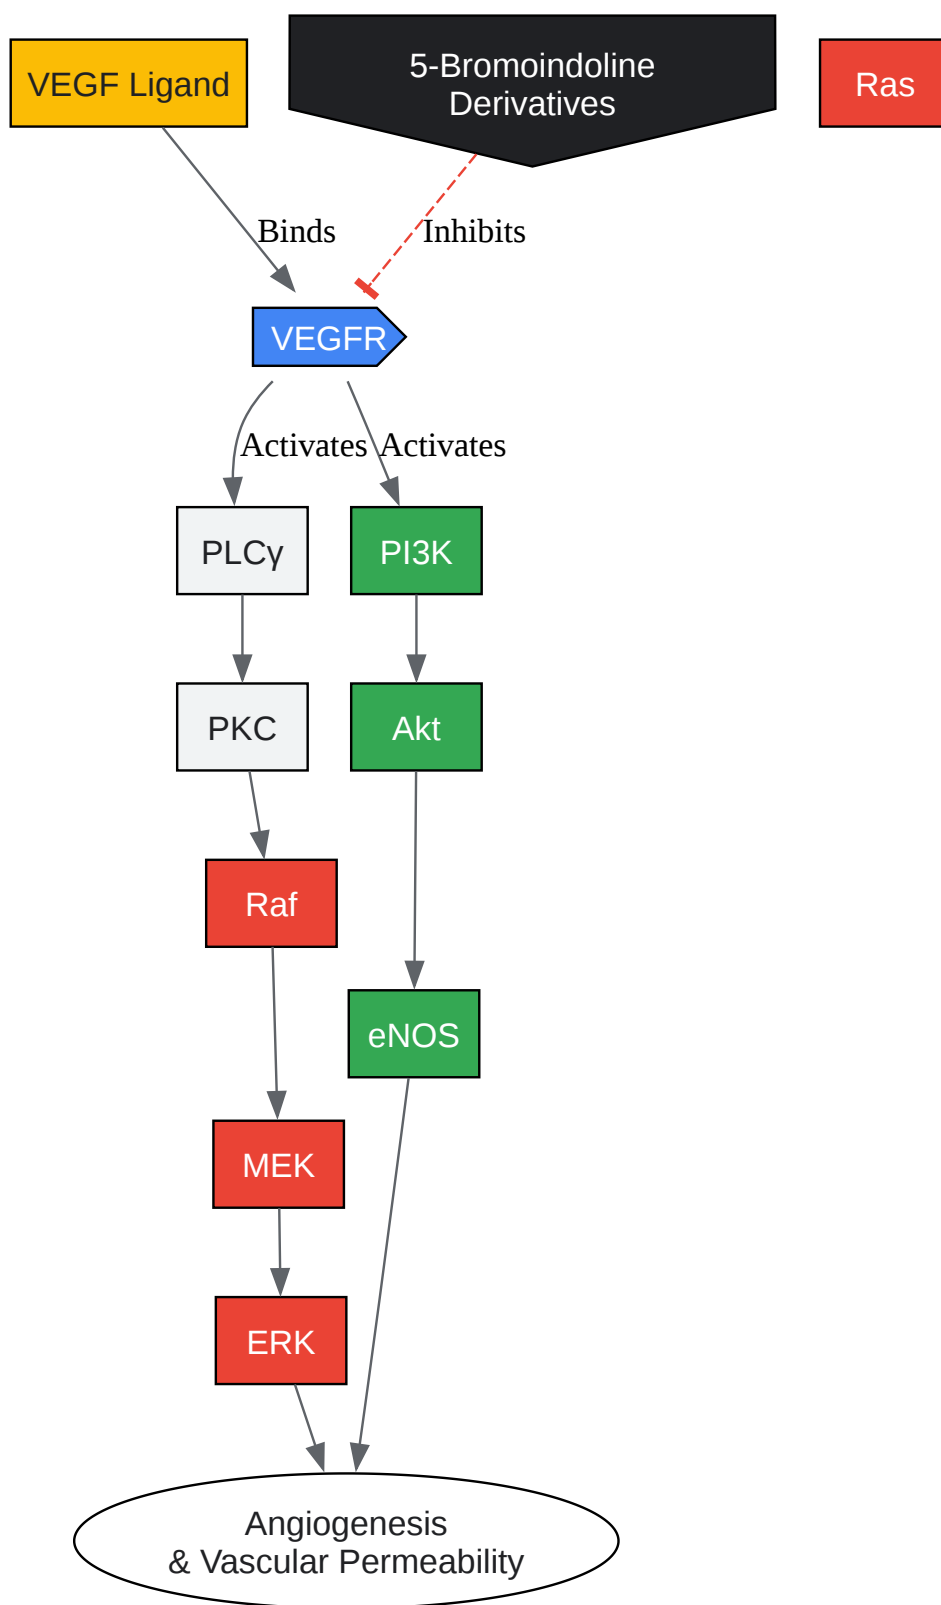 VEGF Ligand
5-Bromoindoline
Derivatives
Ras
Binds
Inhibits
VEGFR
Activates
Activates
PLCγ
PI3K
PKC
Akt
Raf
eNOS
MEK
ERK
Angiogenesis
& Vascular Permeability